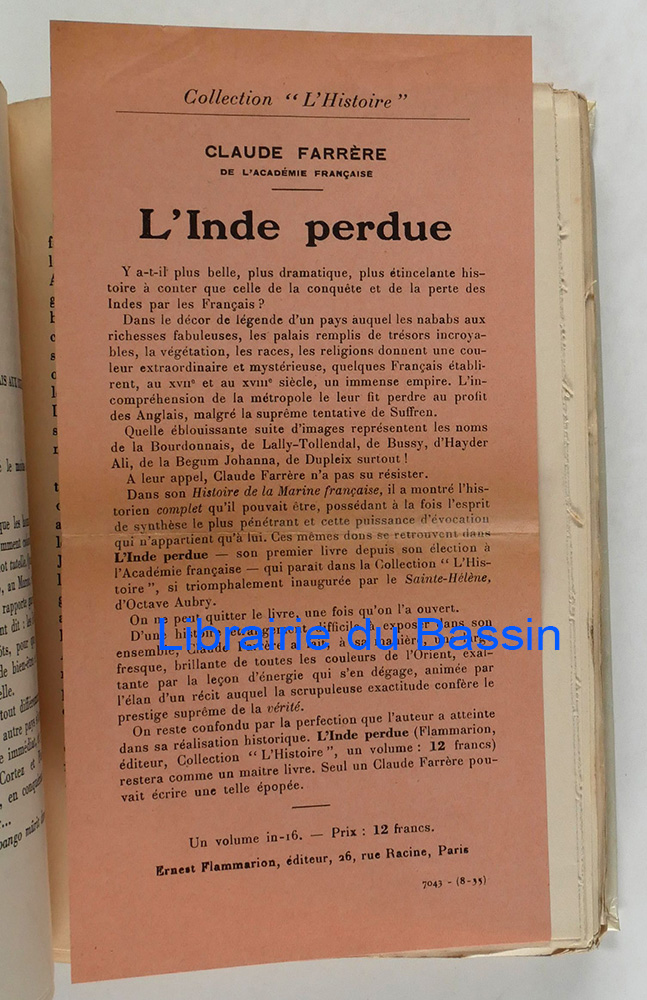 Collection " L'Histoire "
CLAUDE FARRÈRE
DE L'ACADÉMIE FRANÇAISE
L'Inde perdue
Y a-t-il plus belle, plus dramatique, plus étincelante his-
toire à conter que celle de la conquête et de la perte des
Indes par les Français ?
Dans le décor de légende d'un pays auquel les nababs aux
richesses fabuleuses, les palais remplis de trésors incroya-
bles, la végétation, les races, les religions donnent une cou-
leur extraordinaire et mystérieuse, quelques Français établi-
rent, au XVIIe et au XVIIIe siècle, un immense empire. L'in-
compréhension de la métropole le leur fit perdre au profit
des Anglais, malgré la suprême tentative de Suffren.
Quelle éblouissante suite d'images représentent les noms
de la Bourdonnais, de Lally-Tollendal, de Bussy, d'Hayder
Ali, de la Begum Johanna, de Dupleix surtout !
A leur appel, Claude Farrère n'a pas su résister.
Dans son Histoire de la Marine française, il a montré l'his-
torien complet qu'il pouvait être, possédant à la fois l'esprit
de synthèse le plus pénétrant et cette puissance d'évocation
qui n'appartient qu'à lui. Ces mêmes dons se retrouvent dans
L'Inde perdue — son premier livre depuis son élection à
l'Académie française — qui parait dans la Collection " L'His-
toire ", si triomphalement inaugurée par le Sainte-Hélène,
d'Octave Aubry.
On ne peut quitter le livre, une fois qu'on l'a ouvert.
D'une histoire difficile exposer dans son
ensemble, à sa manière une
Librairie du Bassin
fresque, brillante de toutes les couleurs de l'Orient, exal-
tante par la leçon d'énergie qui s'en dégage, animée par
l'élan d'un récit auquel la scrupuleuse exactitude confère le
prestige suprême de la vérité.
On reste confondu par la perfection que l'auteur a atteinte
dans sa réalisation historique. L'Inde perdue (Flammarion,
éditeur, Collection " L'Histoire ", un volume : 12 francs)
restera comme un maitre livre. Seul un Claude Farrère pou-
vait écrire une telle épopée.
Un volume in-16. — Prix : 12 francs.
Ernest Flammarion, éditeur, 26, rue Racine, Paris
7043 - (8-35)